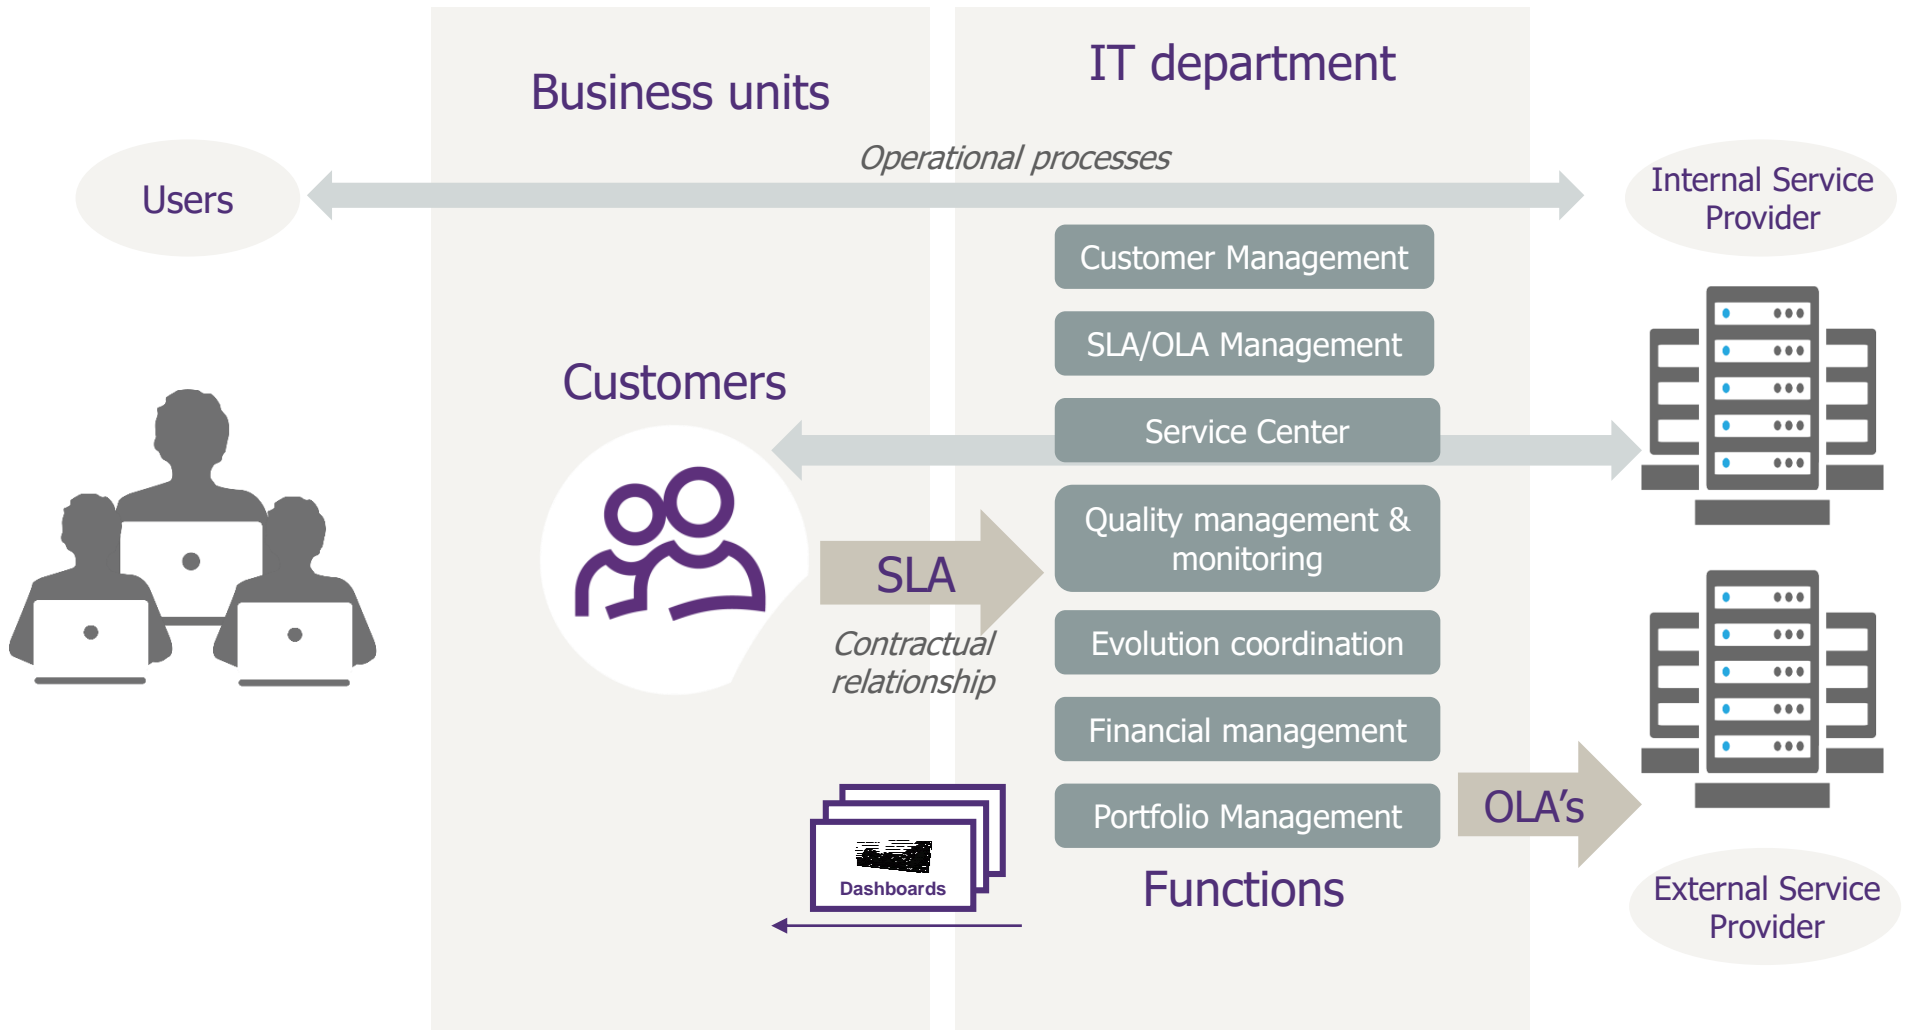 Business units
IT department
Operational processes
Users
Internal Service
Provider
Customer Management
SLA/OLA Management
Customers
Service Center
Quality management &
monitoring
SLA
Contractual
relationship
Evolution coordination
Financial management
Portfolio Management
OLA's
Dashboards
Functions
External Service
Provider